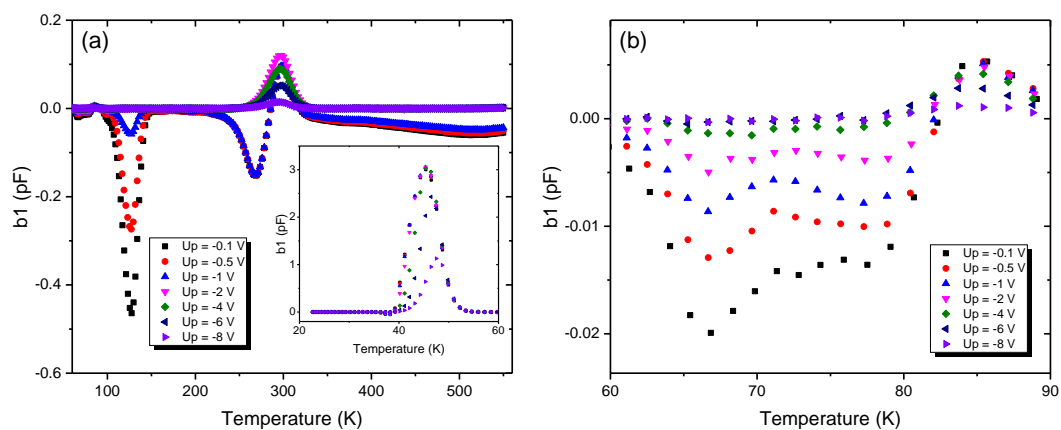 (a)
0.2
0.0
-0.2
-0.4
-0.6
b1 (pF)
100 200 300 400 500
Temperature (K)
Up = -0.1 V
Up = -0.5 V
Up = -1 V
Up = -2 V
Up = -4 V
Up = -6 V
Up = -8 V
3
2
1
0
b1 (pF)
20 40 60
Temperature (K)
(b)
0.00
-0.01
-0.02
b1 (pF)
60 70 80 90
Temperature (K)
Up = -0.1 V
Up = -0.5 V
Up = -1 V
Up = -2 V
Up = -4 V
Up = -6 V
Up = -8 V